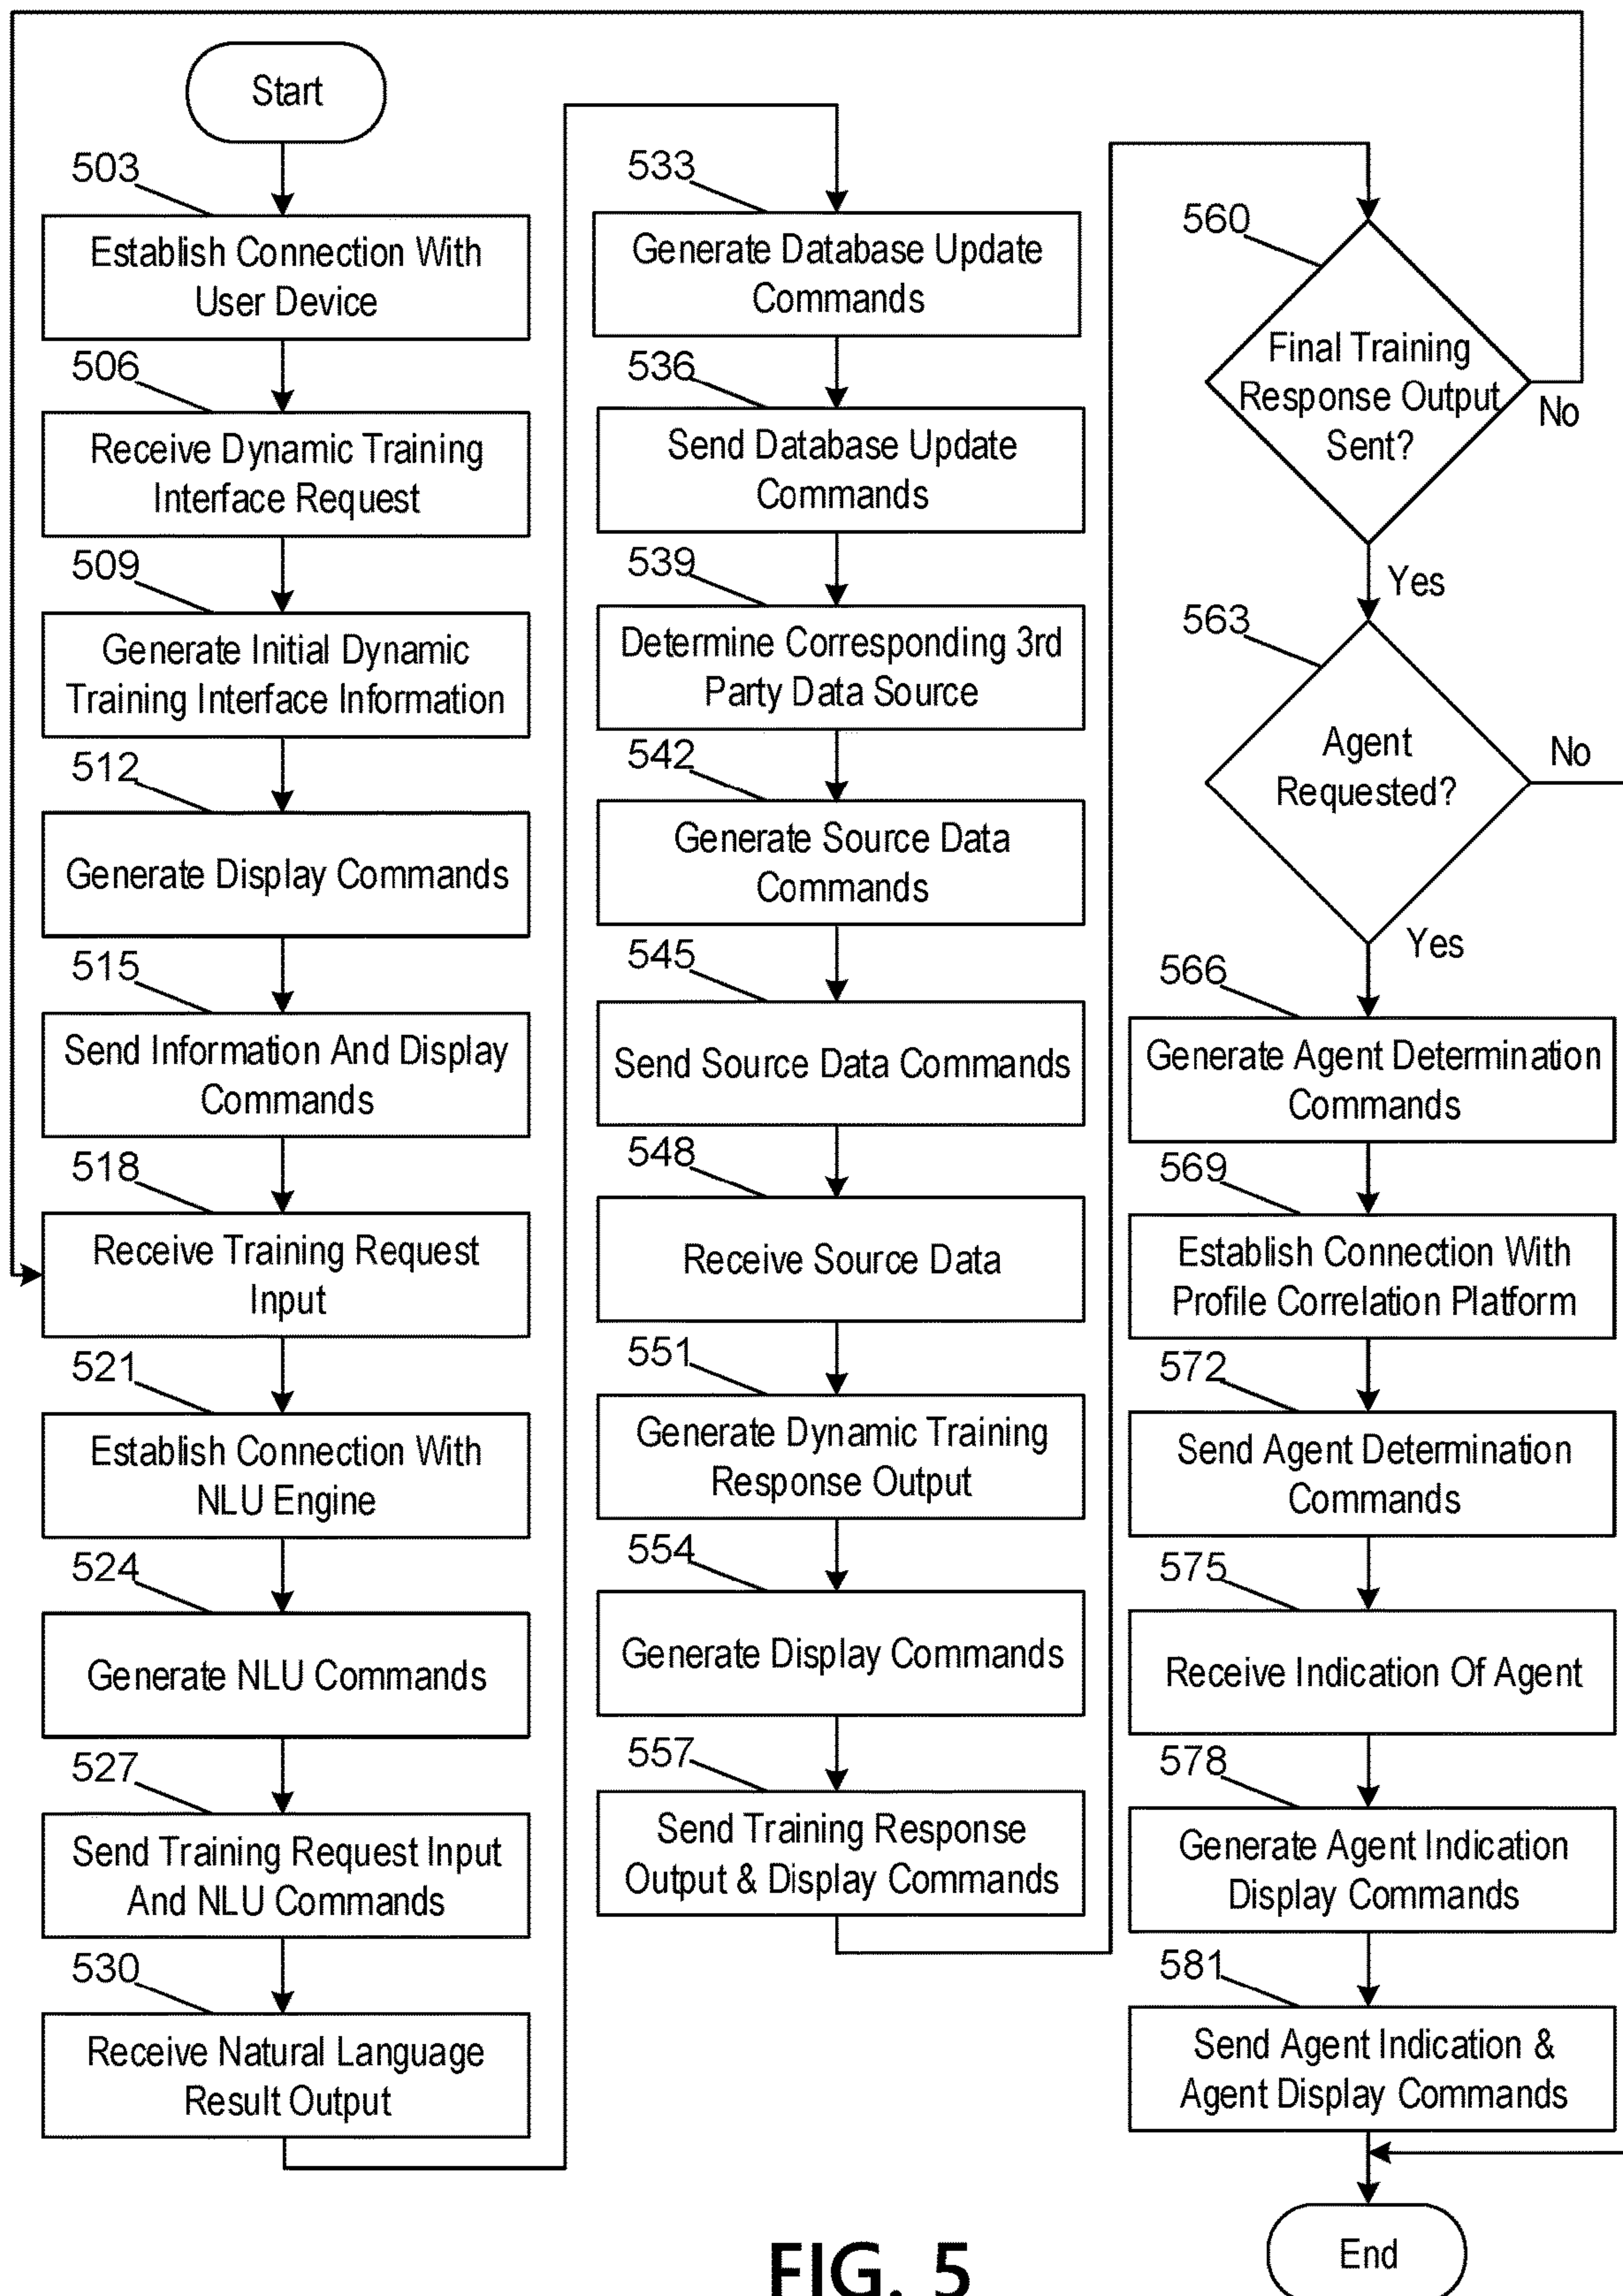 Start
503
Establish Connection With
User Device
506
Receive Dynamic Training
Interface Request
509
Generate Initial Dynamic
Training Interface Information
512
Generate Display Commands
515
Send Information And Display
Commands
518
Receive Training Request
Input
521
Establish Connection With
NLU Engine
524
Generate NLU Commands
527
Send Training Request Input
And NLU Commands
530
Receive Natural Language
Result Output
533
Generate Database Update
Commands
536
Send Database Update
Commands
539
Determine Corresponding 3rd
Party Data Source
542
Generate Source Data
Commands
545
Send Source Data Commands
548
Receive Source Data
551
Generate Dynamic Training
Response Output
554
Generate Display Commands
557
Send Training Response
Output & Display Commands
560
Final Training
Response Output
Sent?
No
Yes
563
Agent
Requested?
No
Yes
566
Generate Agent Determination
Commands
569
Establish Connection With
Profile Correlation Platform
572
Send Agent Determination
Commands
575
Receive Indication Of Agent
578
Generate Agent Indication
Display Commands
581
Send Agent Indication &
Agent Display Commands
End
FIG. 5